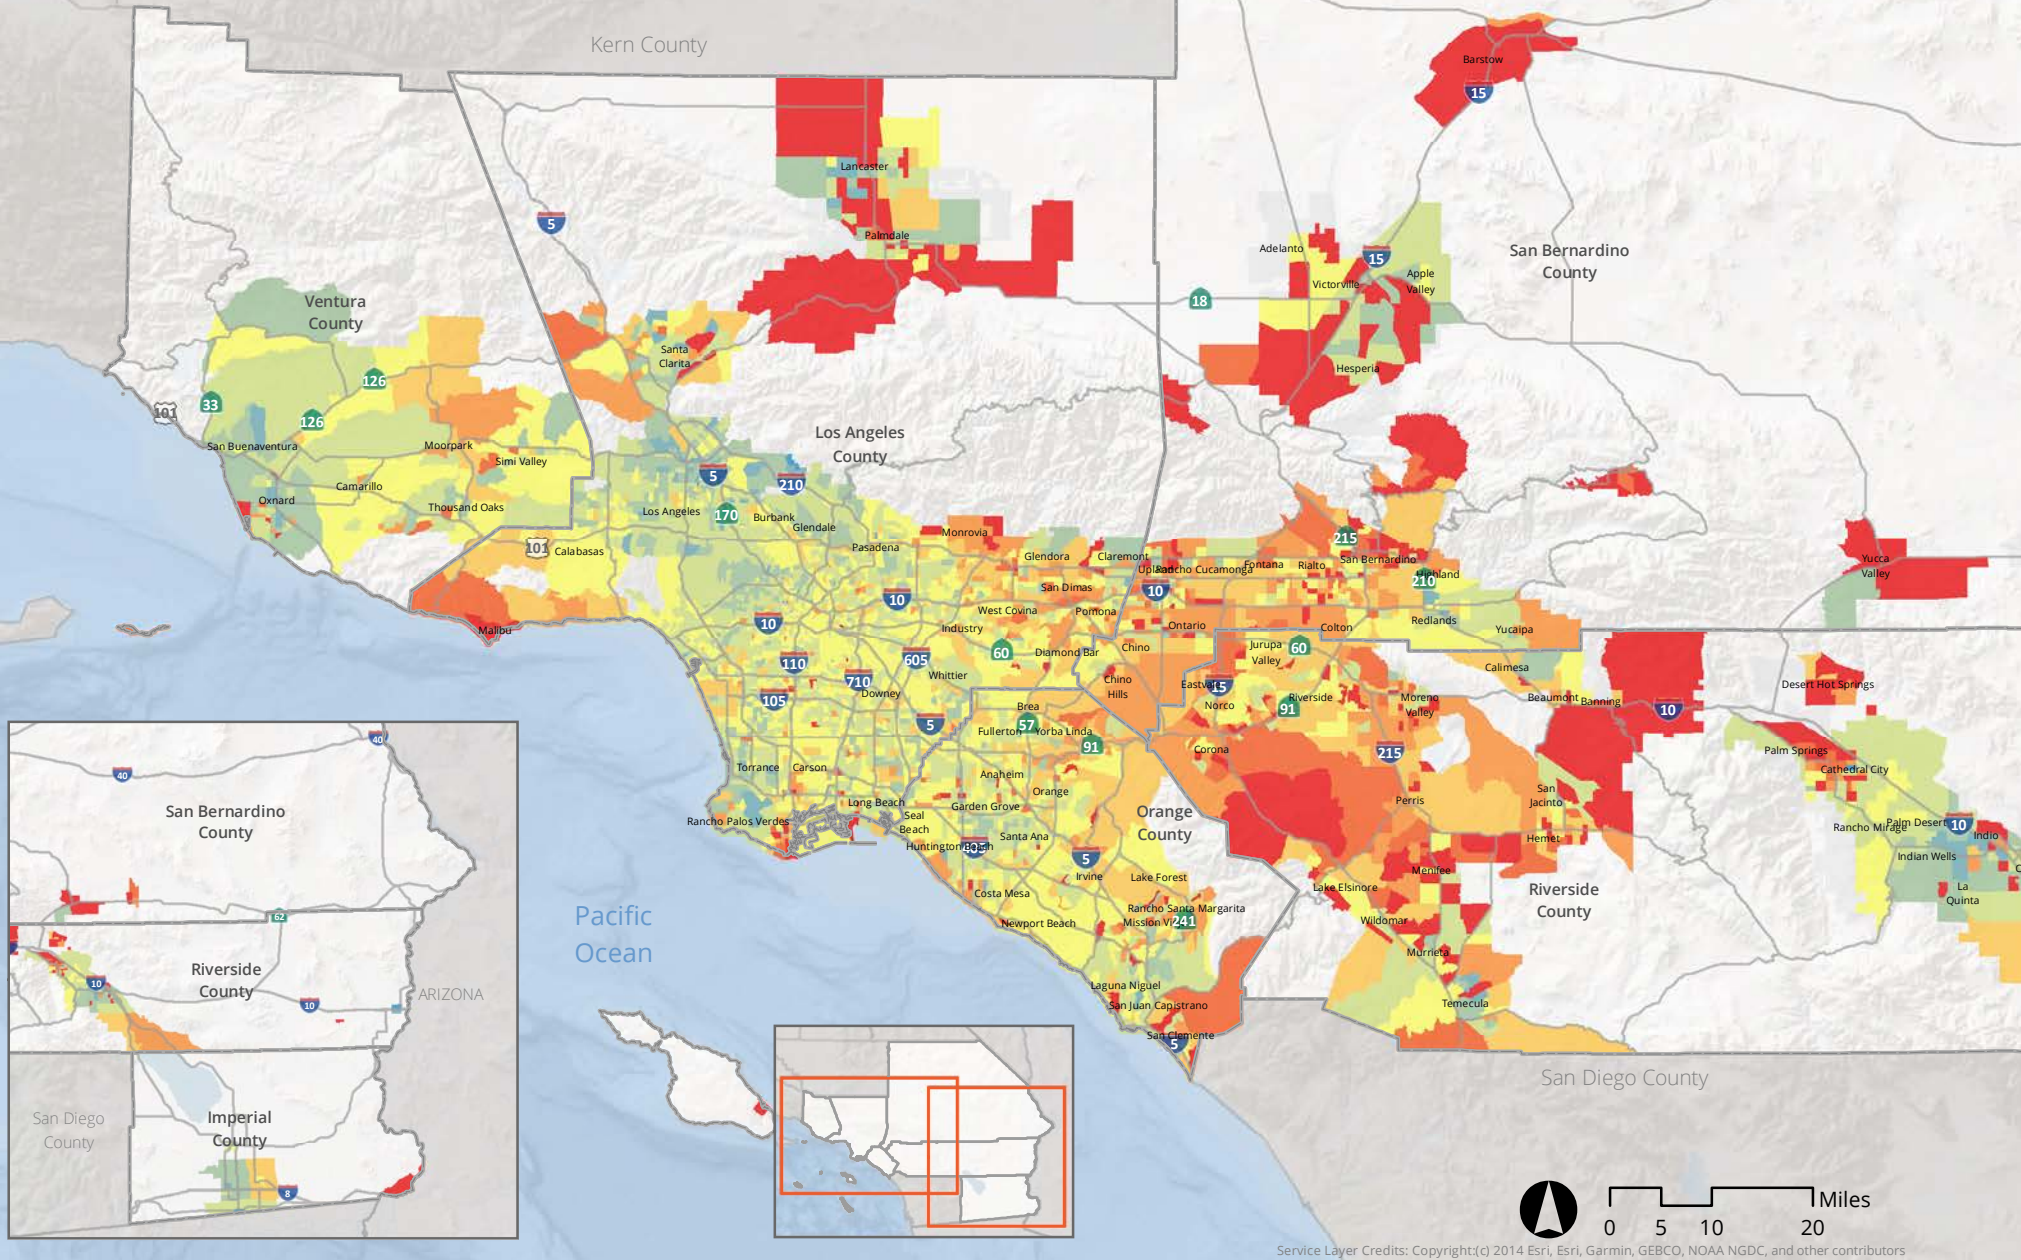 Kern County
Barstow
15
Lancaster
5
Palmdale
Adelanto
15
San Bernardino
County
Apple
Valley
Victorville
18
Ventura
County
Santa
Clarita
Hesperia
126
33
101
126
Los Angeles
County
San Buenaventura
Moorpark
Simi Valley
5
210
Camarillo
Oxnard
Thousand Oaks
Los Angeles
170
Burbank
Glendale
Monrovia
215
101
Calabasas
Pasadena
Glendora
Claremont
San Bernardino
Yucca
Valley
Upland
Rancho Cucamonga
Fontana
Rialto
Highland
210
San Dimas
10
10
West Covina
Pomona
Redlands
10
Industry
Ontario
Colton
Yucaipa
Malibu
60
Diamond Bar
Chino
Jurupa
Valley
60
110
605
Whittier
Calimesa
710
Downey
Chino
Hills
Eastvale
15
Desert Hot Springs
105
Norco
Riverside
91
Moreno
Valley
Beaumont
Banning
10
5
Brea
57
Fullerton
Yorba Linda
91
Corona
215
Palm Springs
Cathedral City
Torrance
Carson
Anaheim
Orange
Perris
San
Jacinto
Long Beach
Garden Grove
Orange
County
Rancho Palos Verdes
Seal
Beach
Santa Ana
Hemet
Rancho Mirage
Palm Desert
10
Indio
Huntington Beach
405
5
Irvine
Lake Forest
Menifee
Indian Wells
Costa Mesa
Lake Elsinore
Riverside
County
La
Quinta
Rancho Santa Margarita
Mission Vi
241
Newport Beach
Wildomar
Murrieta
Laguna Niguel
San Juan Capistrano
Temecula
San Clemente
5
San Diego County
Pacific
Ocean
40
40
San Bernardino
County
62
Riverside
County
10
10
ARIZONA
San Diego
County
Imperial
County
8
Miles
0 5 10 20
Service Layer Credits: Copyright:(c) 2014 Esri, Esri, Garmin, GEBCO, NOAA NGDC, and other contributors